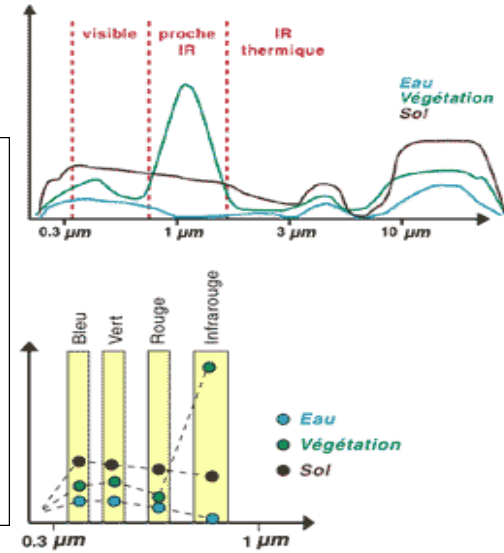 visible
proche
IR
IR
thermique
Eau
Végétation
Sol
0.3 µm
1 µm
3 µm
10 µm
Bleu
Vert
Rouge
Infrarouge
Eau
Végétation
Sol
0.3 µm
1 µm